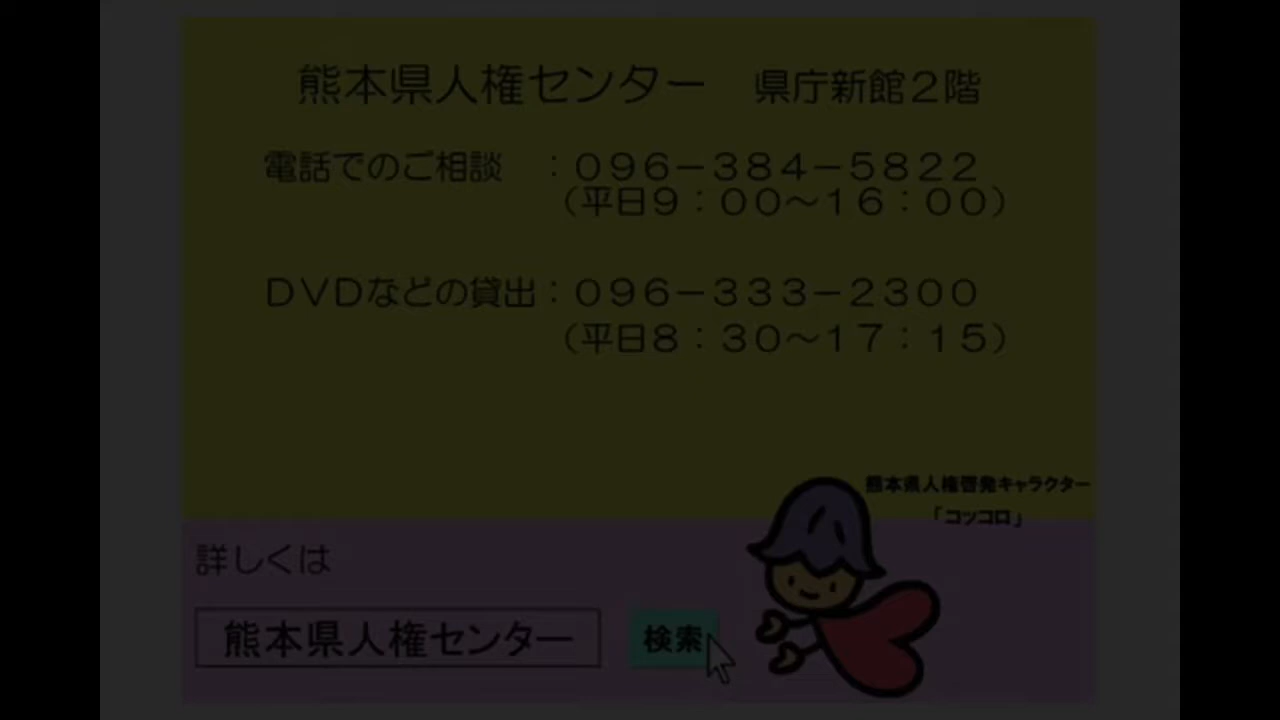 熊本県人権センター　県庁新館２階
電話でのご相談　：０９６－３８４－５８２２
（平日９：００～１６：００）
ＤＶＤなどの貸出：０９６－３３３－２３００
（平日８：３０～１７：１５）
熊本県人権啓発キャラクター
「コッコロ」
詳しくは
熊本県人権センター　検索